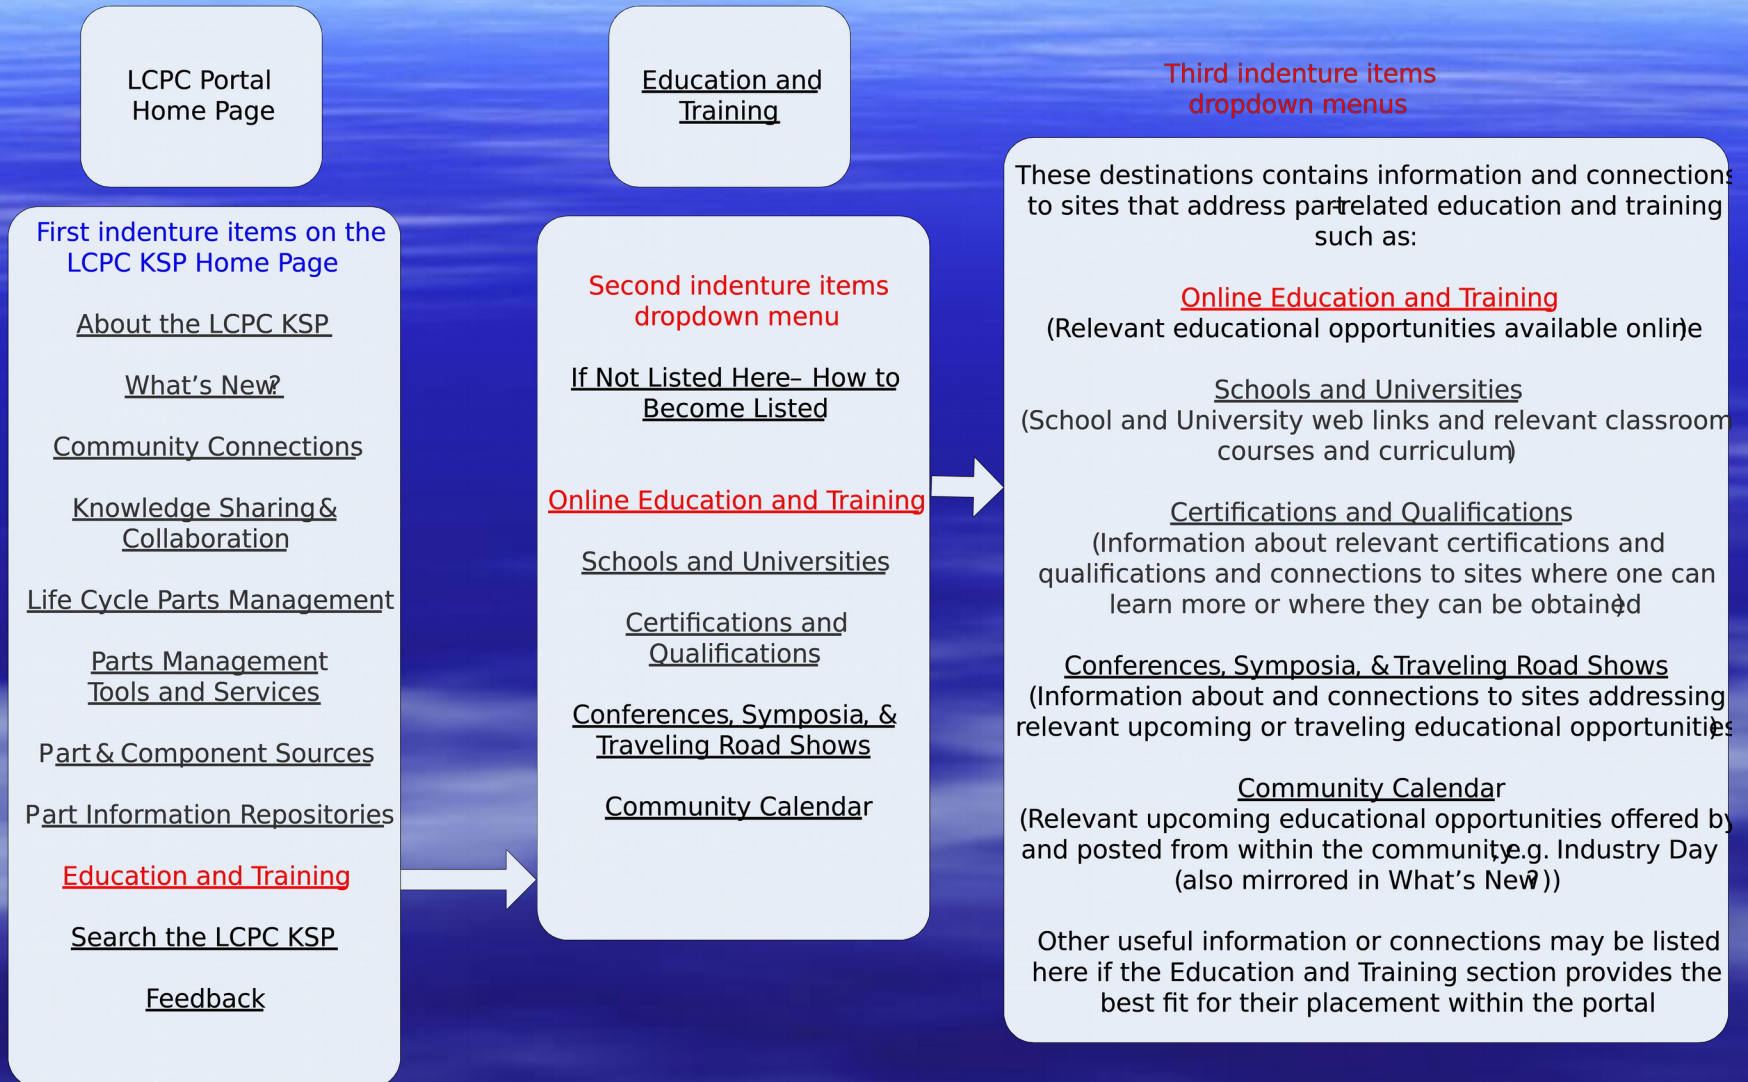 LCPC Portal
Home Page
First indenture items on the
LCPC KSP Home Page
About the LCPC KSP
What’s New?
Community Connections
Knowledge Sharing &
Collaboration
Life Cycle Parts Management
Parts Management
Tools and Services
Part & Component Sources
Part Information Repositories
Education and Training
Search the LCPC KSP
Feedback
Education and
Training
Second indenture items
dropdown menu
If Not Listed Here – How to
Become Listed
Online Education and Training
Schools and Universities
Certifications and
Qualifications
Conferences, Symposia, &
Traveling Road Shows
Community Calendar
Third indenture items
dropdown menus
These destinations contains information and connections
to sites that address part-related education and training
such as:
Online Education and Training
(Relevant educational opportunities available online)
Schools and Universities
(School and University web links and relevant classroom
courses and curriculum)
Certifications and Qualifications
(Information about relevant certifications and
qualifications and connections to sites where one can
learn more or where they can be obtained)
Conferences, Symposia, & Traveling Road Shows
(Information about and connections to sites addressing
relevant upcoming or traveling educational opportunities)
Community Calendar
(Relevant upcoming educational opportunities offered by
and posted from within the community, e.g. Industry Day
(also mirrored in What’s New?))
Other useful information or connections may be listed
here if the Education and Training section provides the
best fit for their placement within the portal.